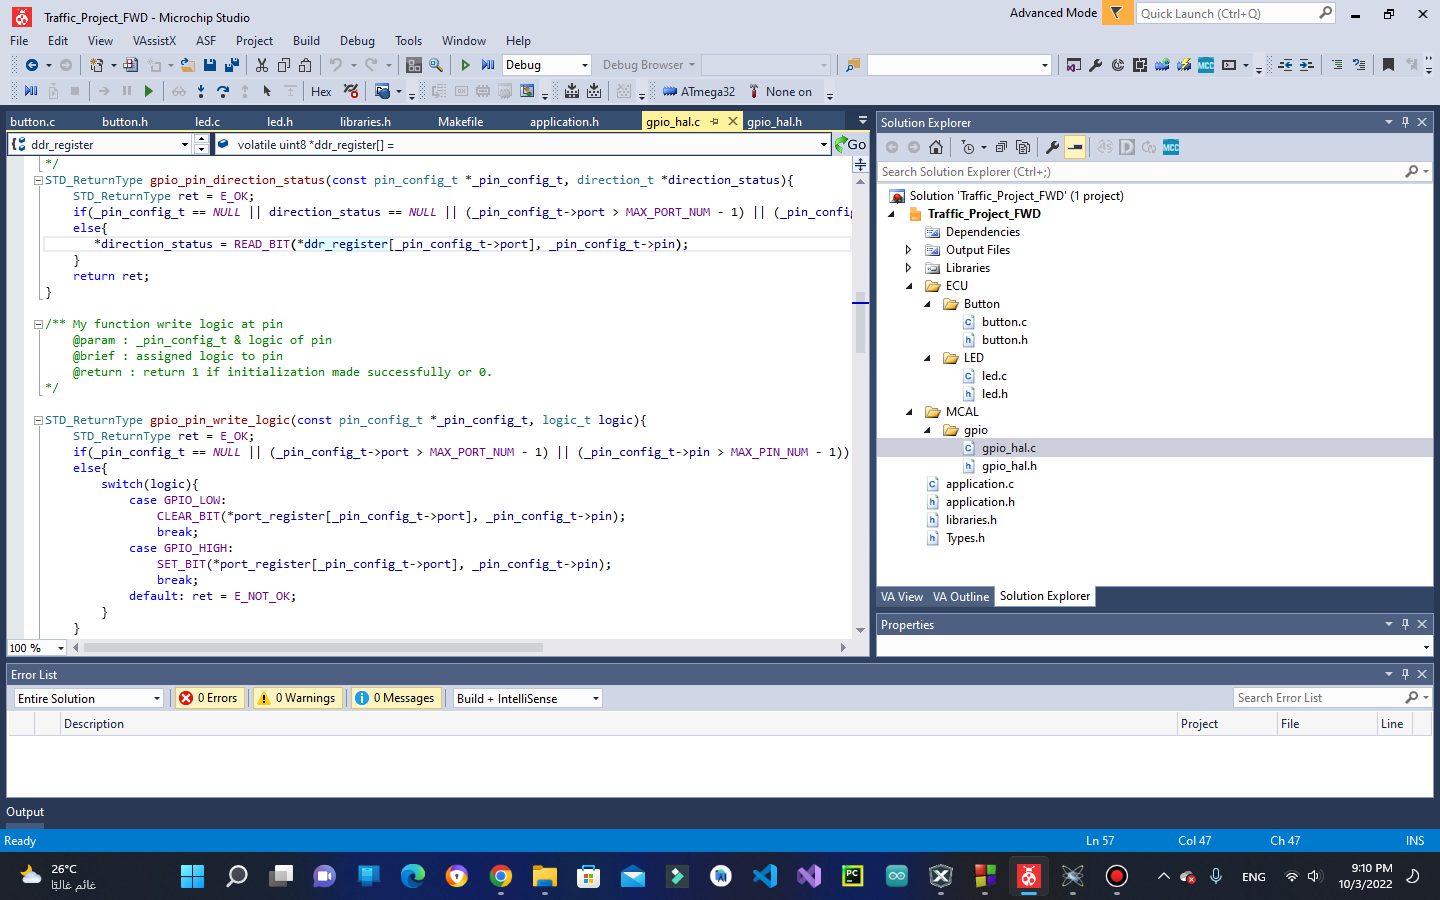 Traffic_Project_FWD - Microchip Studio
Advanced Mode
Quick Launch (Ctrl+Q)
File Edit View VAssistX ASF Project Build Debug Tools Window Help
Debug Debug Browser
Hex ATmega32 None on
button.c button.h led.c led.h libraries.h Makefile application.h gpio_hal.c gpio_hal.h
ddr_register volatile uint8 *ddr_register[] = Go
*/
STD_ReturnType gpio_pin_direction_status(const pin_config_t *_pin_config_t, direction_t *direction_status){
STD_ReturnType ret = E_OK;
if(_pin_config_t == NULL || direction_status == NULL || (_pin_config_t->port > MAX_PORT_NUM - 1) || (_pin_config
else{
*direction_status = READ_BIT(*ddr_register[_pin_config_t->port], _pin_config_t->pin);
}
return ret;
}
/** My function write logic at pin
@param : _pin_config_t & logic of pin
@brief : assigned logic to pin
@return : return 1 if initialization made successfully or 0.
*/
STD_ReturnType gpio_pin_write_logic(const pin_config_t *_pin_config_t, logic_t logic){
STD_ReturnType ret = E_OK;
if(_pin_config_t == NULL || (_pin_config_t->port > MAX_PORT_NUM - 1) || (_pin_config_t->pin > MAX_PIN_NUM - 1))
else{
switch(logic){
case GPIO_LOW:
CLEAR_BIT(*port_register[_pin_config_t->port], _pin_config_t->pin);
break;
case GPIO_HIGH:
SET_BIT(*port_register[_pin_config_t->port], _pin_config_t->pin);
break;
default: ret = E_NOT_OK;
}
}
100 %
Solution Explorer
Search Solution Explorer (Ctrl+;)
Solution 'Traffic_Project_FWD' (1 project)
Traffic_Project_FWD
Dependencies
Output Files
Libraries
ECU
Button
button.c
button.h
LED
led.c
led.h
MCAL
gpio
gpio_hal.c
gpio_hal.h
application.c
application.h
libraries.h
Types.h
VA View VA Outline Solution Explorer
Properties
Error List
Entire Solution 0 Errors 0 Warnings 0 Messages Build + IntelliSense Search Error List
Description Project File Line
Output
Ready Ln 57 Col 47 Ch 47 INS
26°C
غائم غالبًا
ENG
9:10 PM
10/3/2022